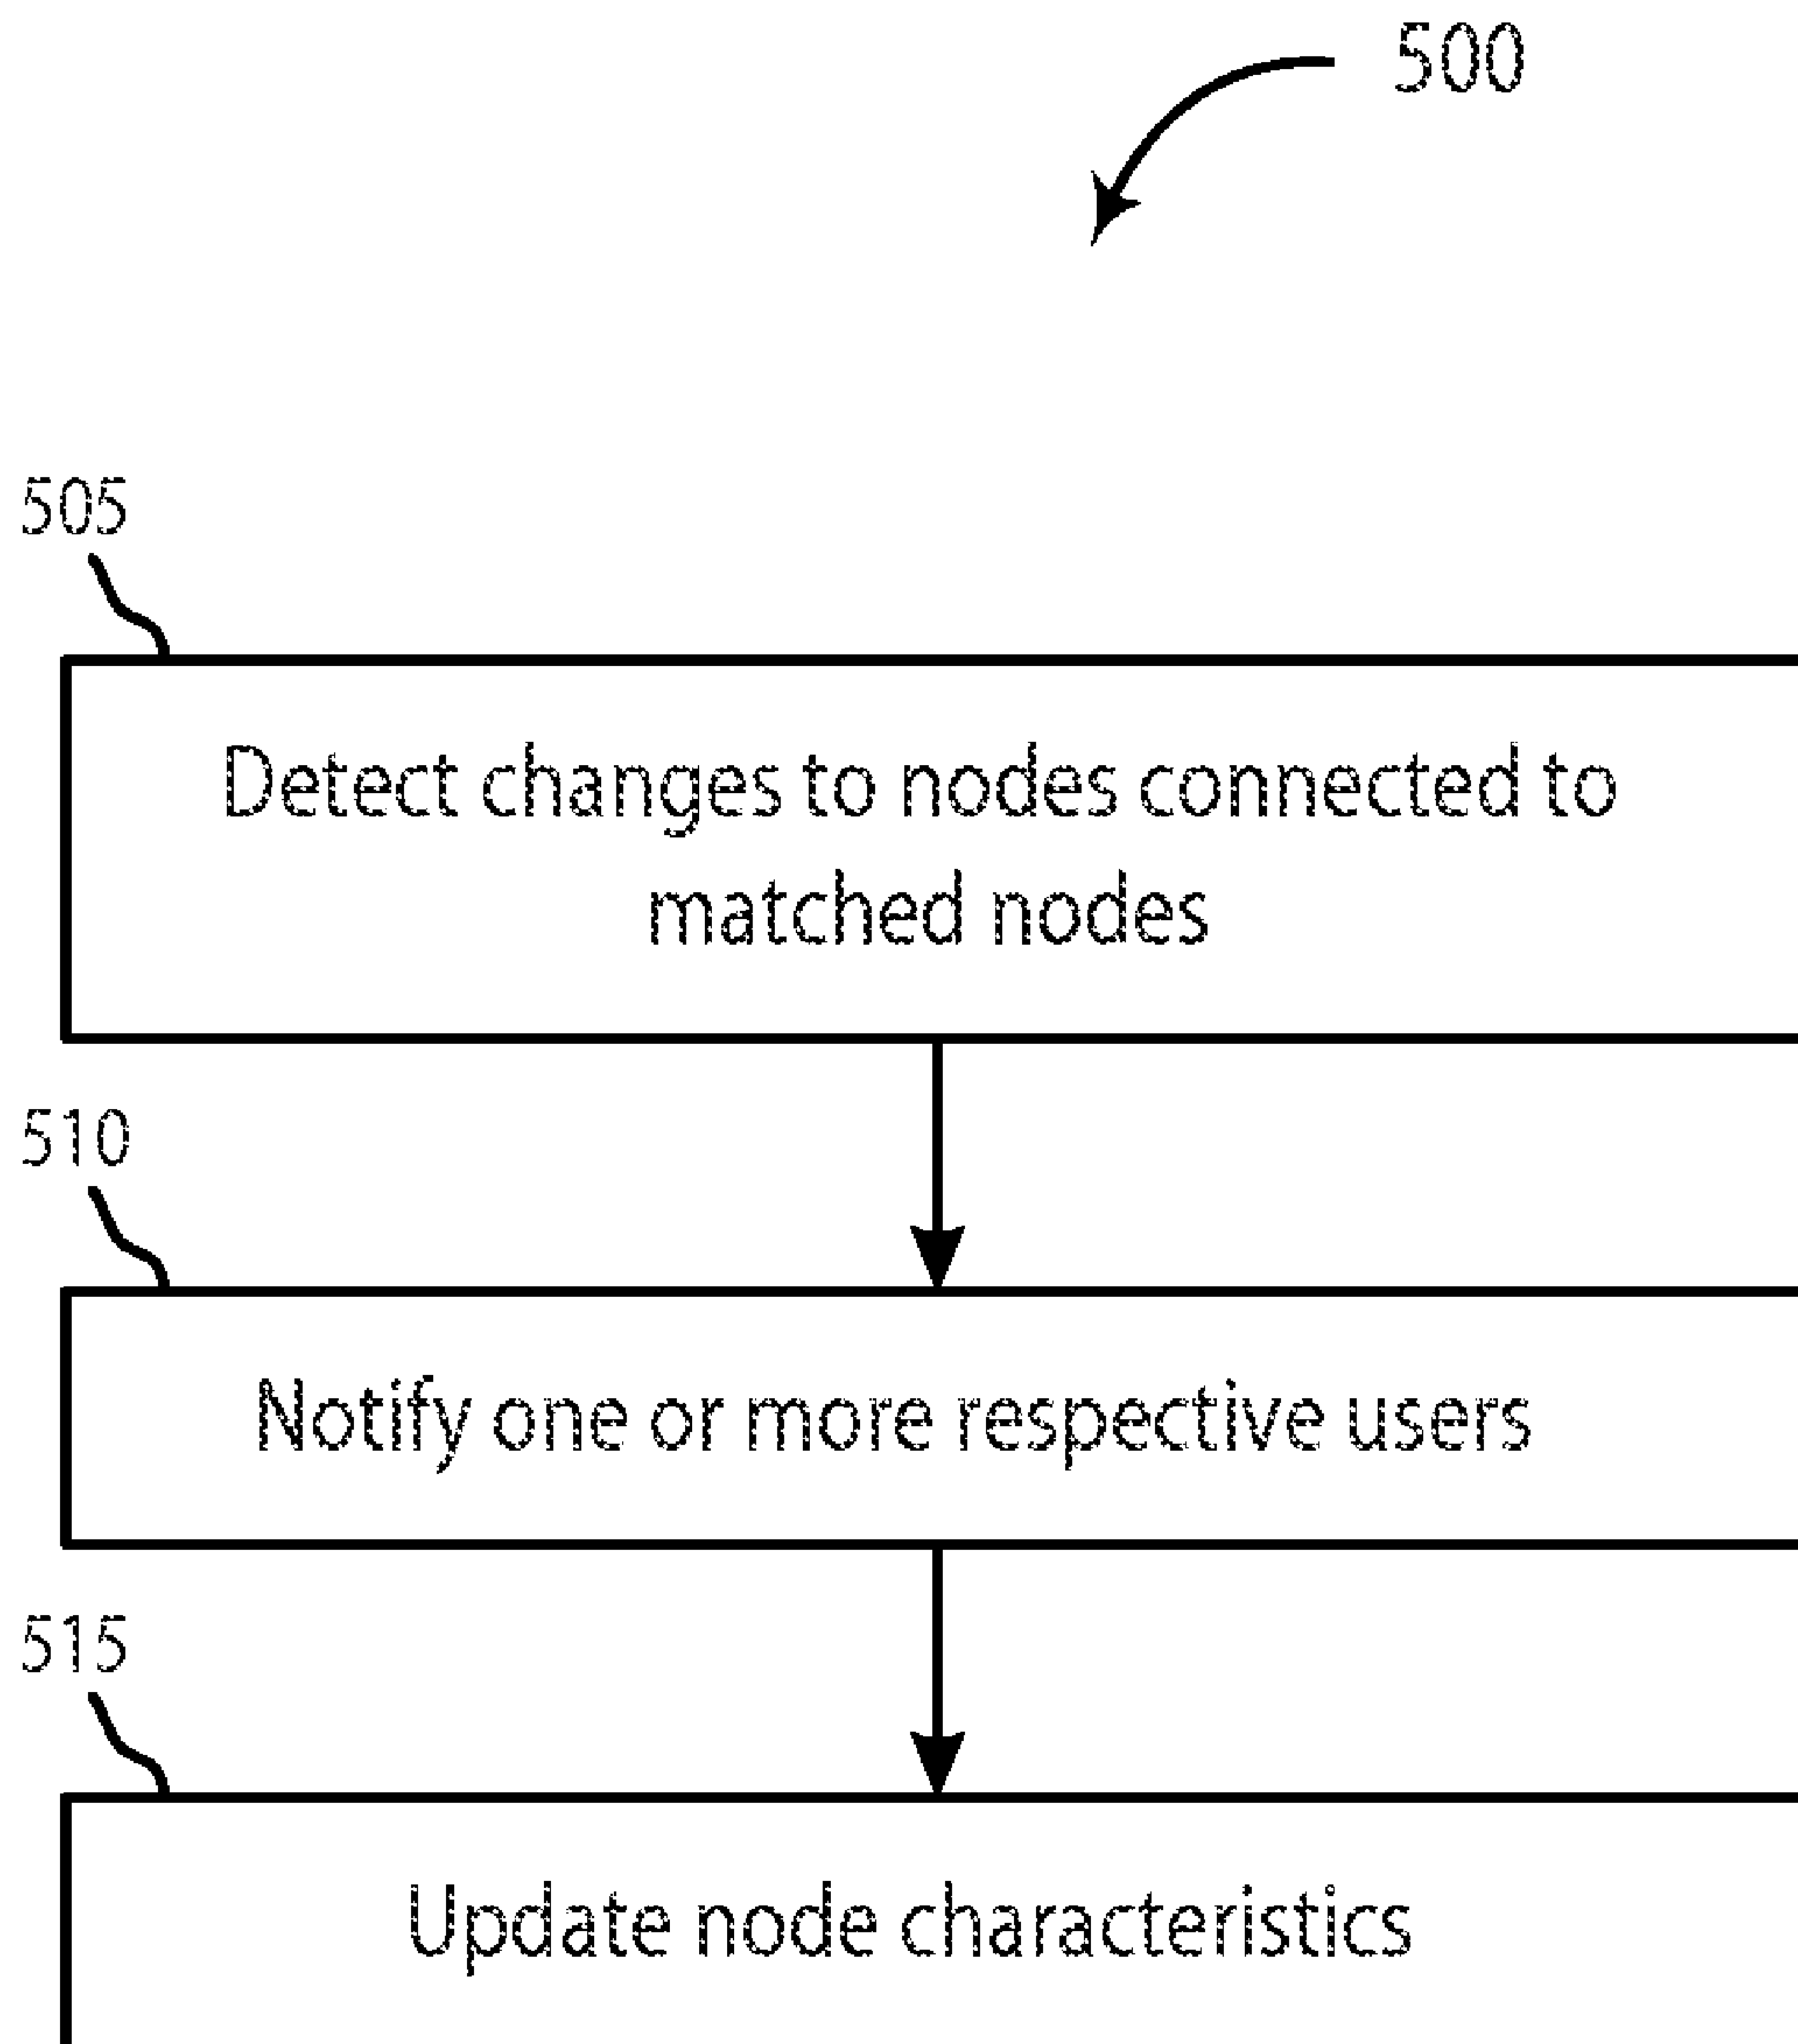 500
505
Detect changes to nodes connected to
matched nodes
510
Notify one or more respective users
515
Update node characteristics